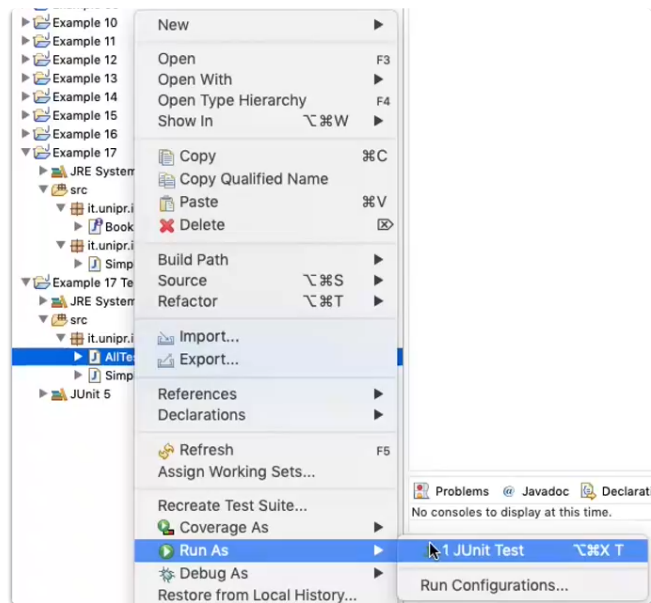 Example 10
Example 11
Example 12
Example 13
Example 14
Example 15
Example 16
Example 17
JRE System
src
it.unipr.i
Book
it.unipr.i
Simp
Example 17 Te
JRE System
src
it.unipr.i
AllTes
Simp
JUnit 5
New
Open F3
Open With
Open Type Hierarchy F4
Show In ⌥⌘W
Copy ⌘C
Copy Qualified Name
Paste ⌘V
Delete ⌦
Build Path
Source ⌥⌘S
Refactor ⌥⌘T
Import...
Export...
References
Declarations
Refresh F5
Assign Working Sets...
Recreate Test Suite...
Coverage As
Run As
Debug As
Restore from Local History...
1 JUnit Test ⌥⌘X T
Run Configurations...
Problems @ Javadoc Declarati
No consoles to display at this time.